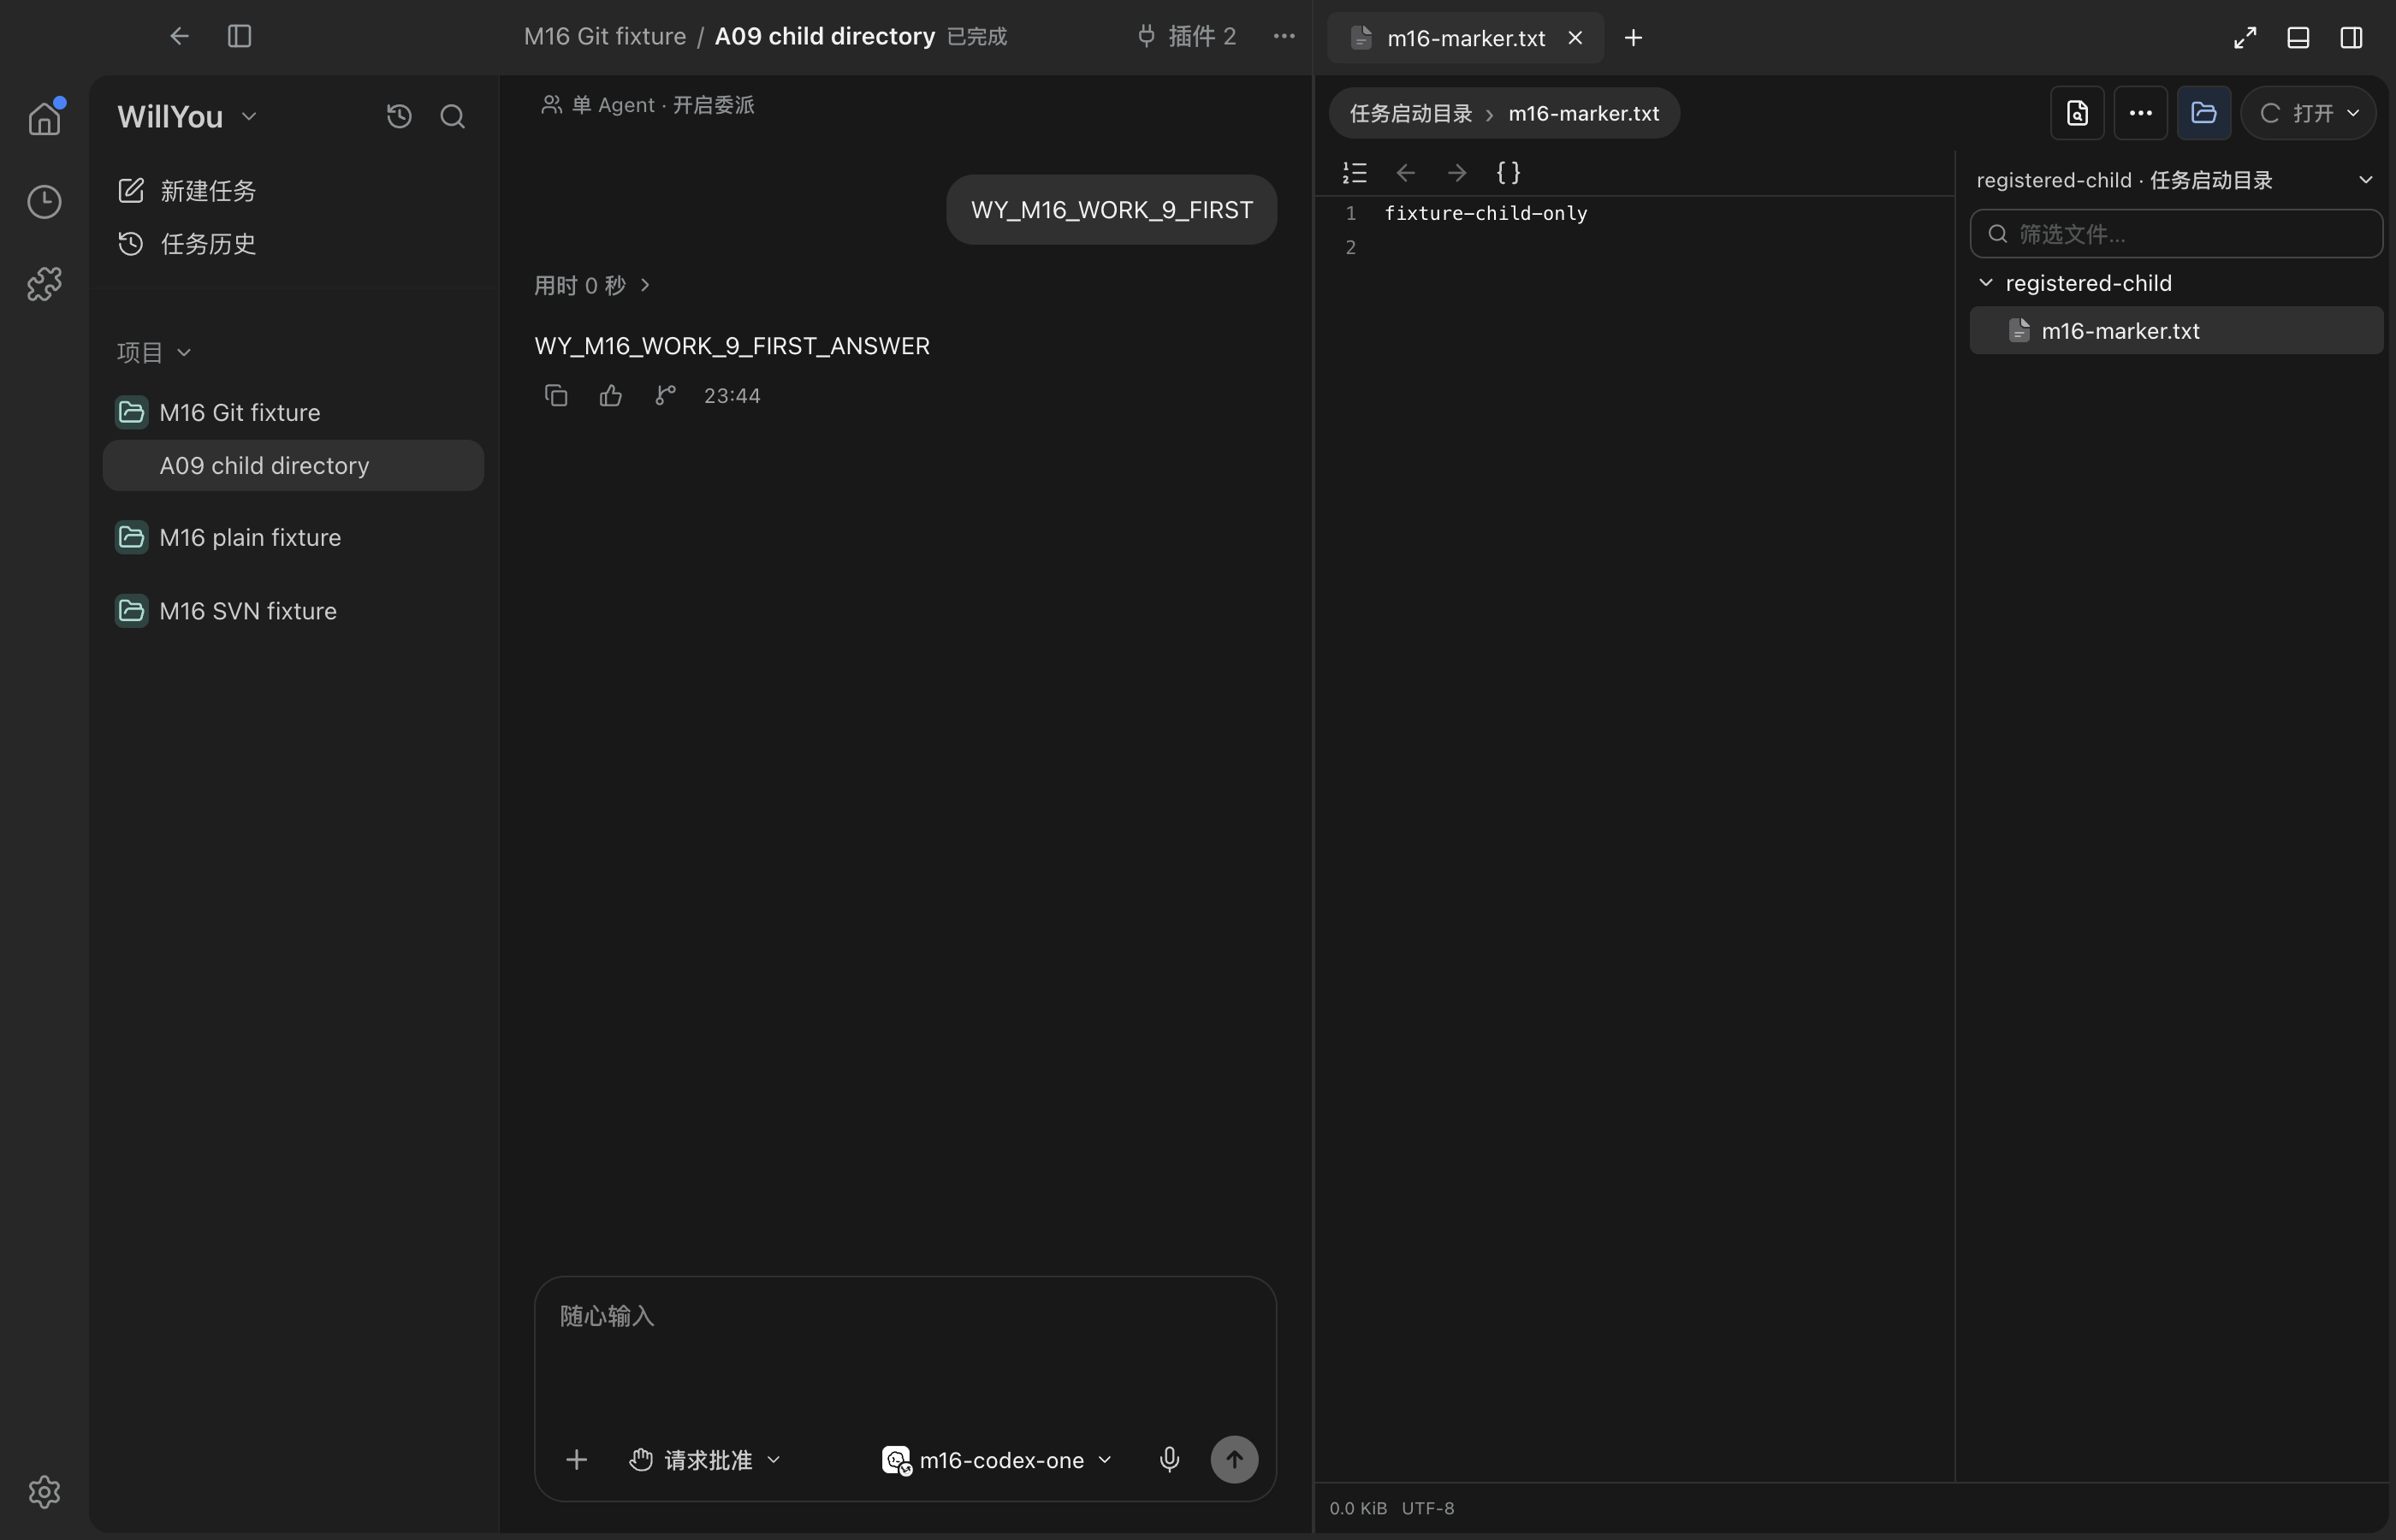 M16 Git fixture / A09 child directory 已完成
插件 2
m16-marker.txt
WillYou
新建任务
任务历史
项目
M16 Git fixture
A09 child directory
M16 plain fixture
M16 SVN fixture
单 Agent · 开启委派
WY_M16_WORK_9_FIRST
用时 0 秒
WY_M16_WORK_9_FIRST_ANSWER
23:44
随心输入
请求批准
m16-codex-one
任务启动目录 › m16-marker.txt
打开
1 fixture-child-only
2
registered-child · 任务启动目录
筛选文件...
registered-child
m16-marker.txt
0.0 KiB UTF-8